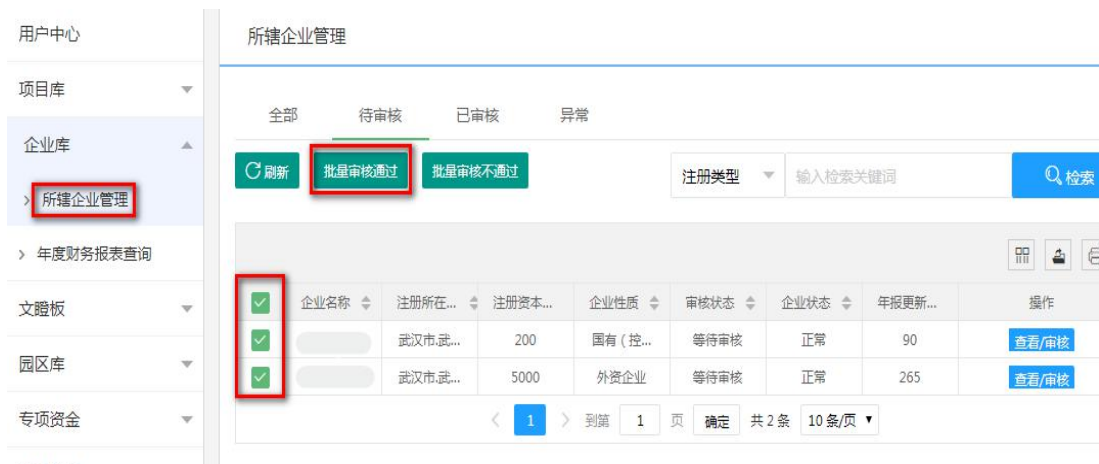 用户中心
项目库
企业库
所辖企业管理
年度财务报表查询
文瞪板
园区库
专项资金
所辖企业管理
全部 待审核 已审核 异常
刷新 批量审核通过 批量审核不通过 注册类型 输入检索关键词 检索
企业名称 注册所在... 注册资本... 企业性质 审核状态 企业状态 年报更新... 操作
武汉市.武... 200 国有 ( 控... 等待审核 正常 90 查看/审核
武汉市.武... 5000 外资企业 等待审核 正常 265 查看/审核
1 到第 1 页 确定 共 2 条 10 条/页